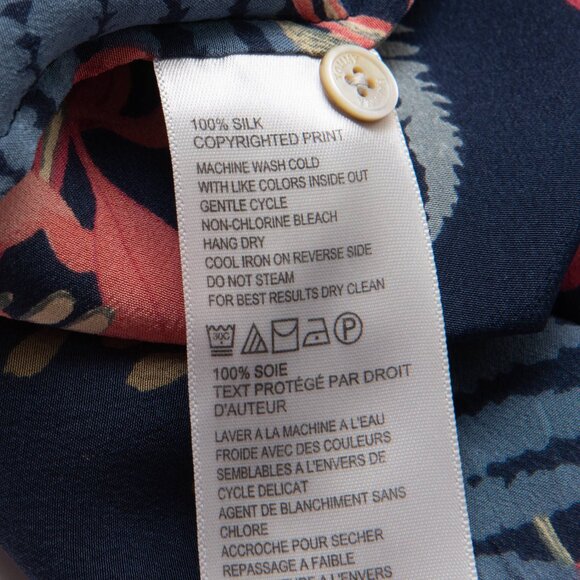 100% SILK
COPYRIGHTED PRINT
MACHINE WASH COLD
WITH LIKE COLORS INSIDE OUT
GENTLE CYCLE
NON-CHLORINE BLEACH
HANG DRY
COOL IRON ON REVERSE SIDE
DO NOT STEAM
FOR BEST RESULTS DRY CLEAN
30C P
100% SOIE
TEXT PROTÉGÉ PAR DROIT
D'AUTEUR
LAVER A LA MACHINE A L'EAU
FROIDE AVEC DES COULEURS
SEMBLABLES A L'ENVERS DE
CYCLE DELICAT
AGENT DE BLANCHIMENT SANS
CHLORE
ACCROCHE POUR SECHER
REPASSAGE A FAIBLE